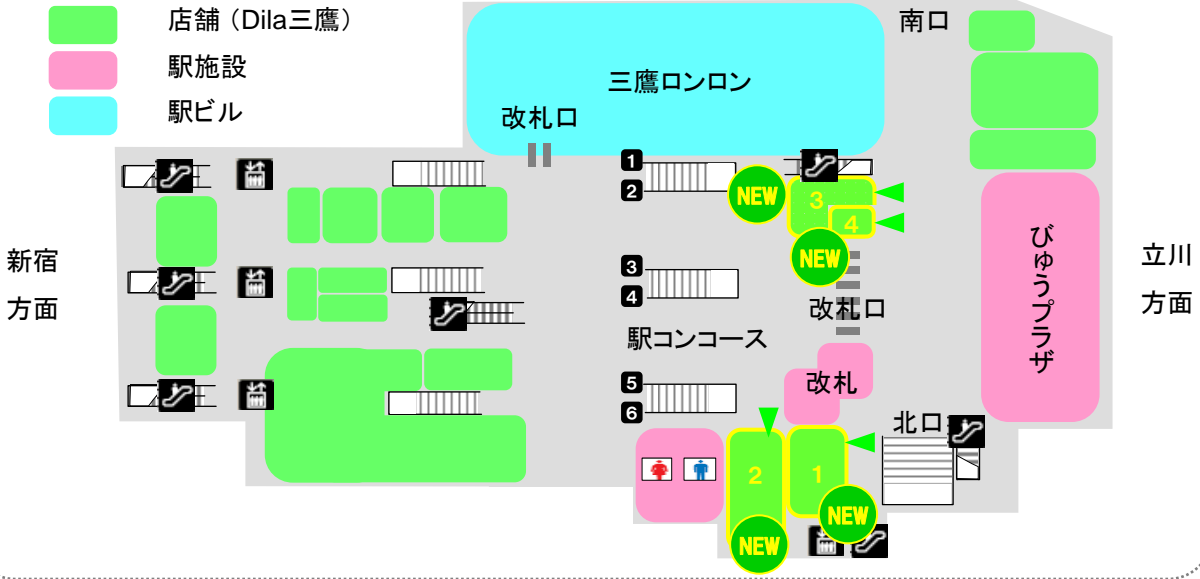 店舗（Dila三鷹）
駅施設
駅ビル
南口
三鷹ロンロン
改札口
1
2
NEW
3
4
NEW
新宿
方面
3
4
改札口
びゅうプラザ
立川
方面
駅コンコース
5
6
改札
北口
2
1
NEW
NEW